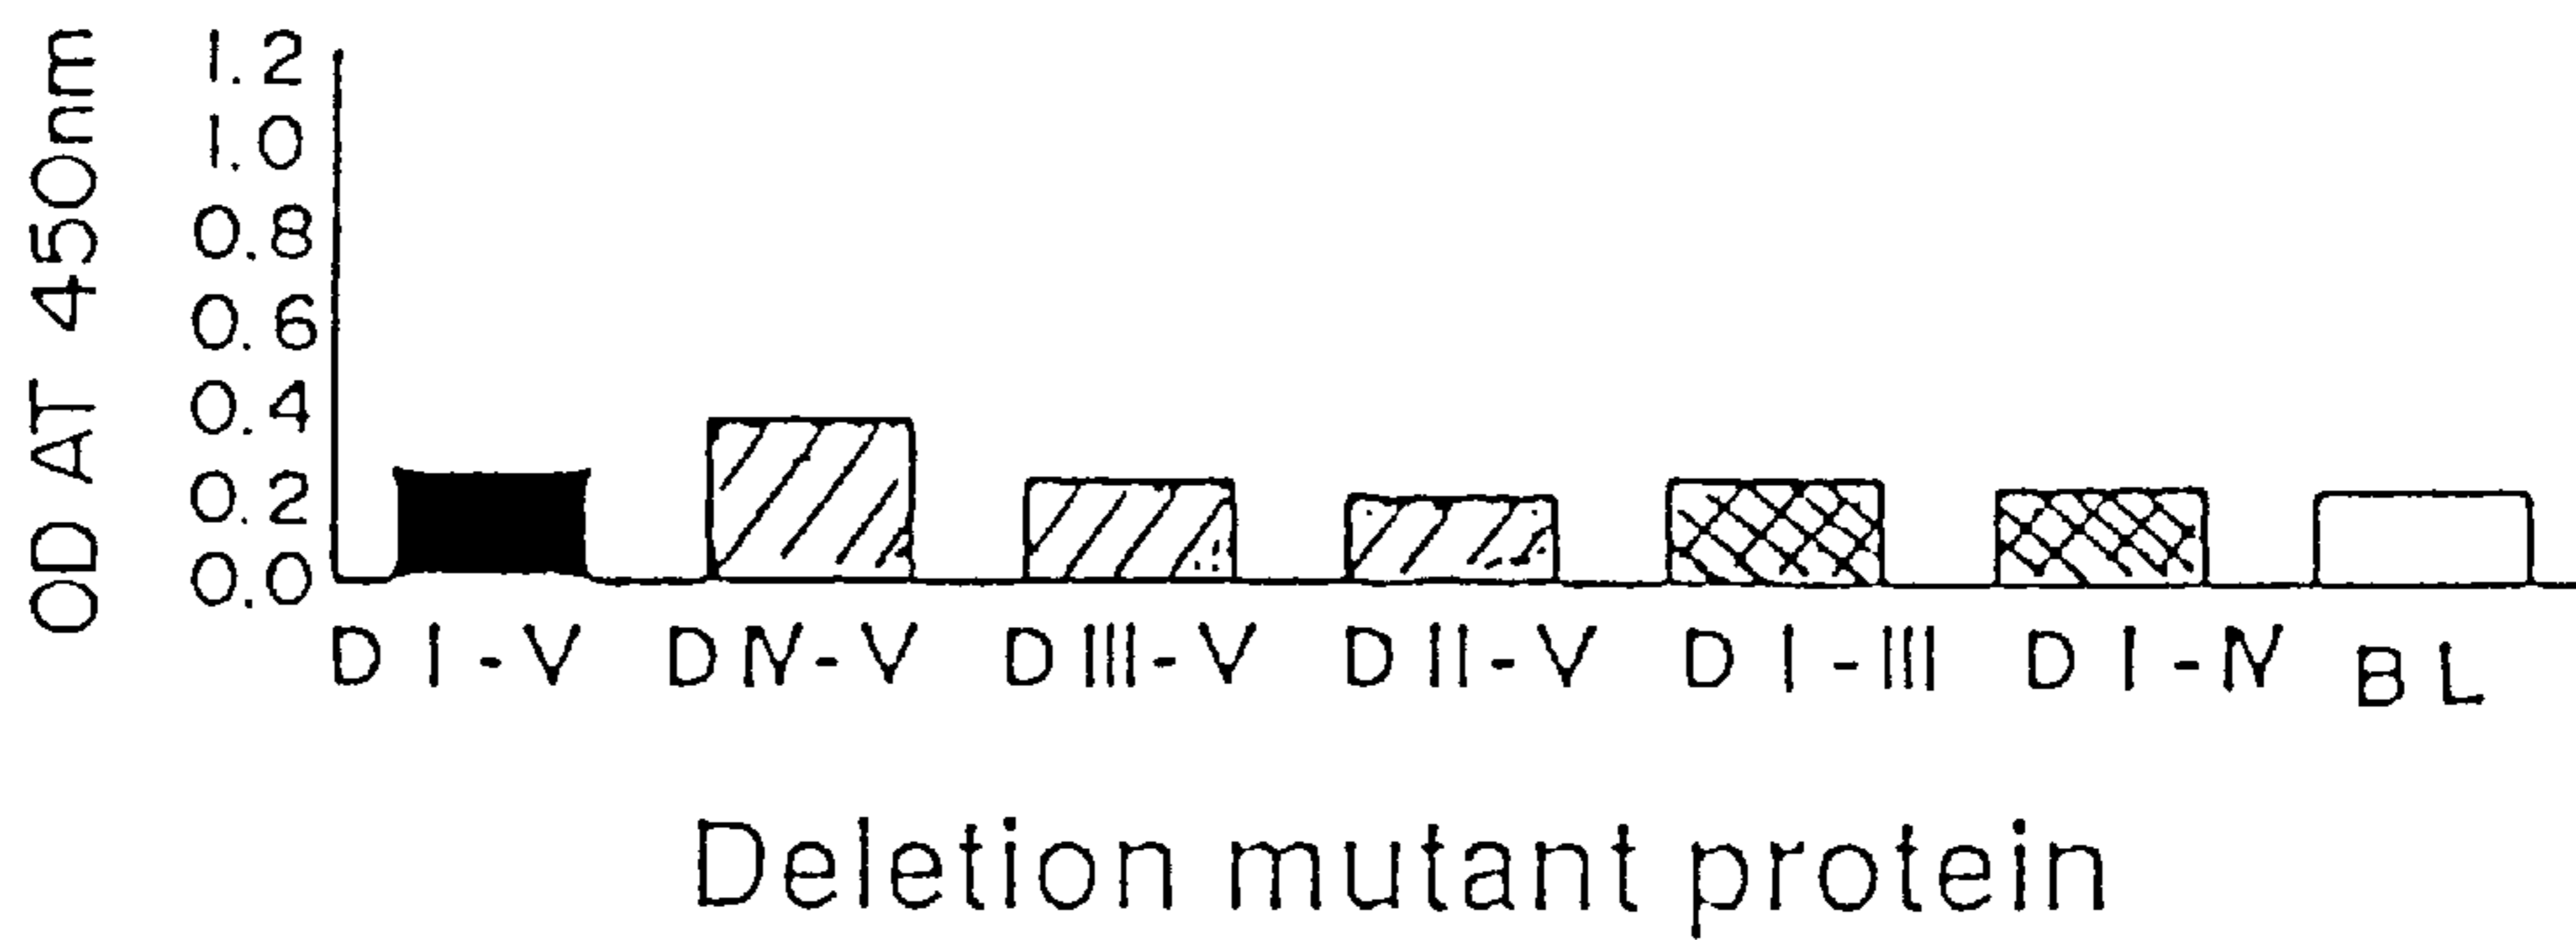 OD AT 450nm
1.2
1.0
0.8
0.6
0.4
0.2
0.0
D I-V D IV-V D III-V D II-V D I-III D I-IV BL
Deletion mutant protein